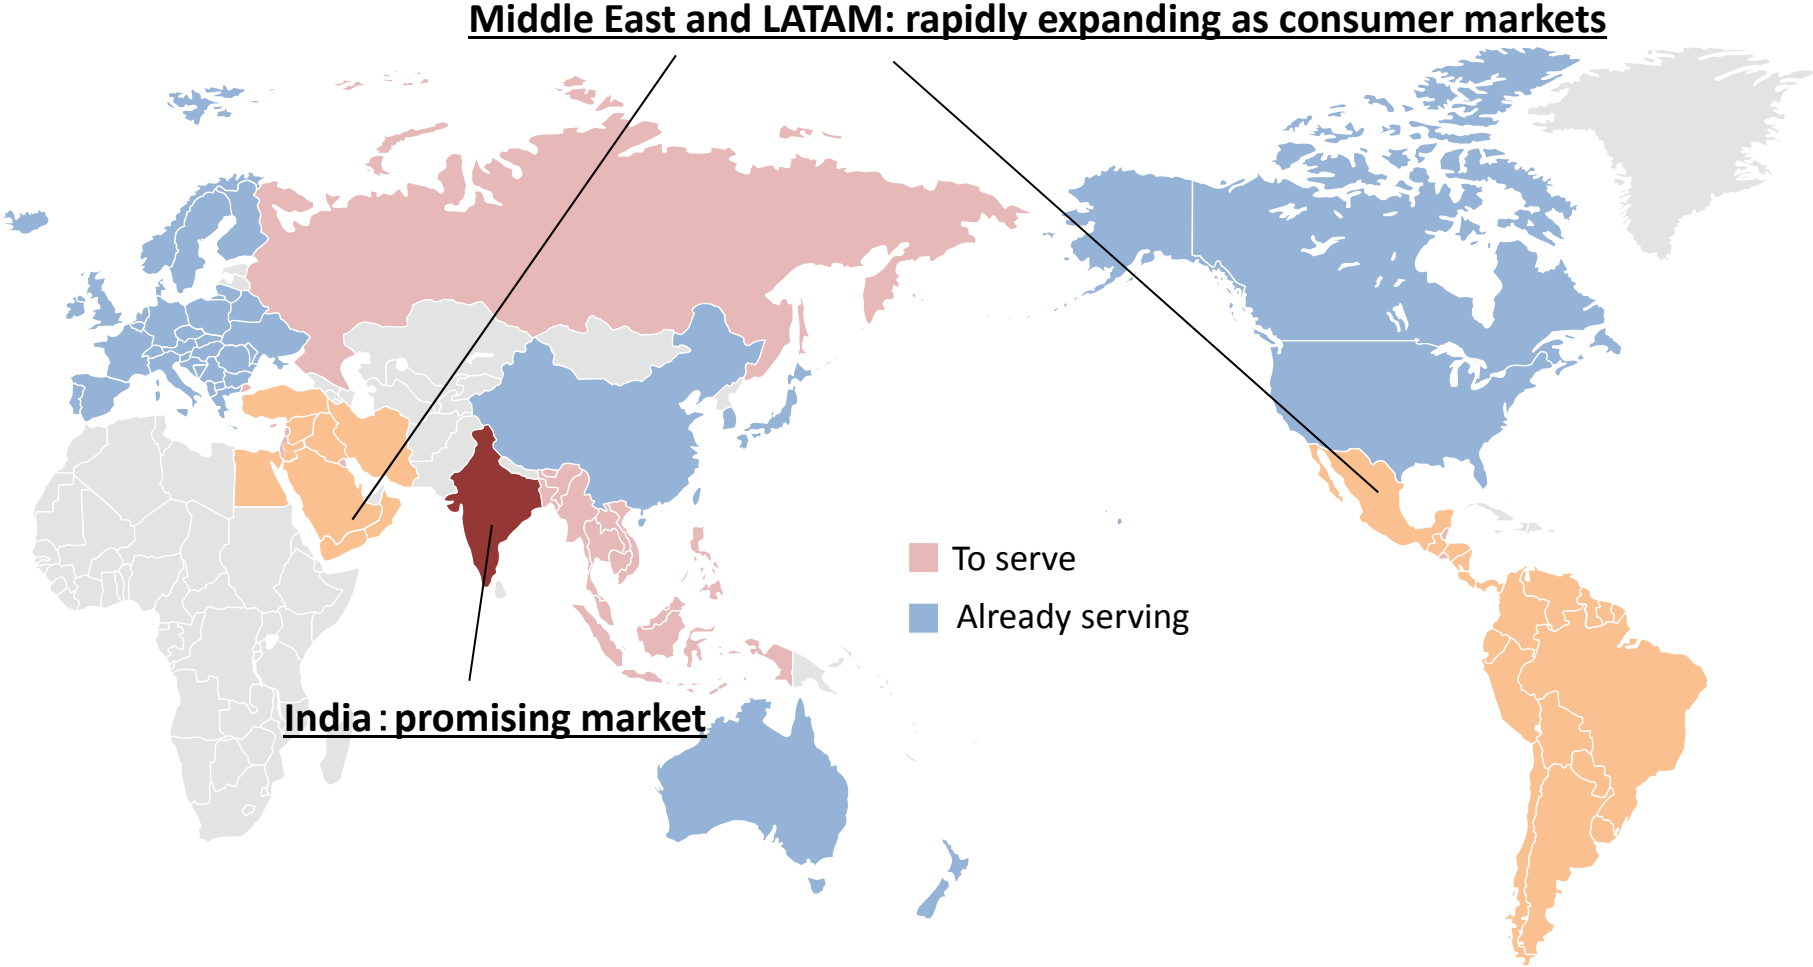 Middle East and LATAM: rapidly expanding as consumer markets
To serve
Already serving
India：promising market